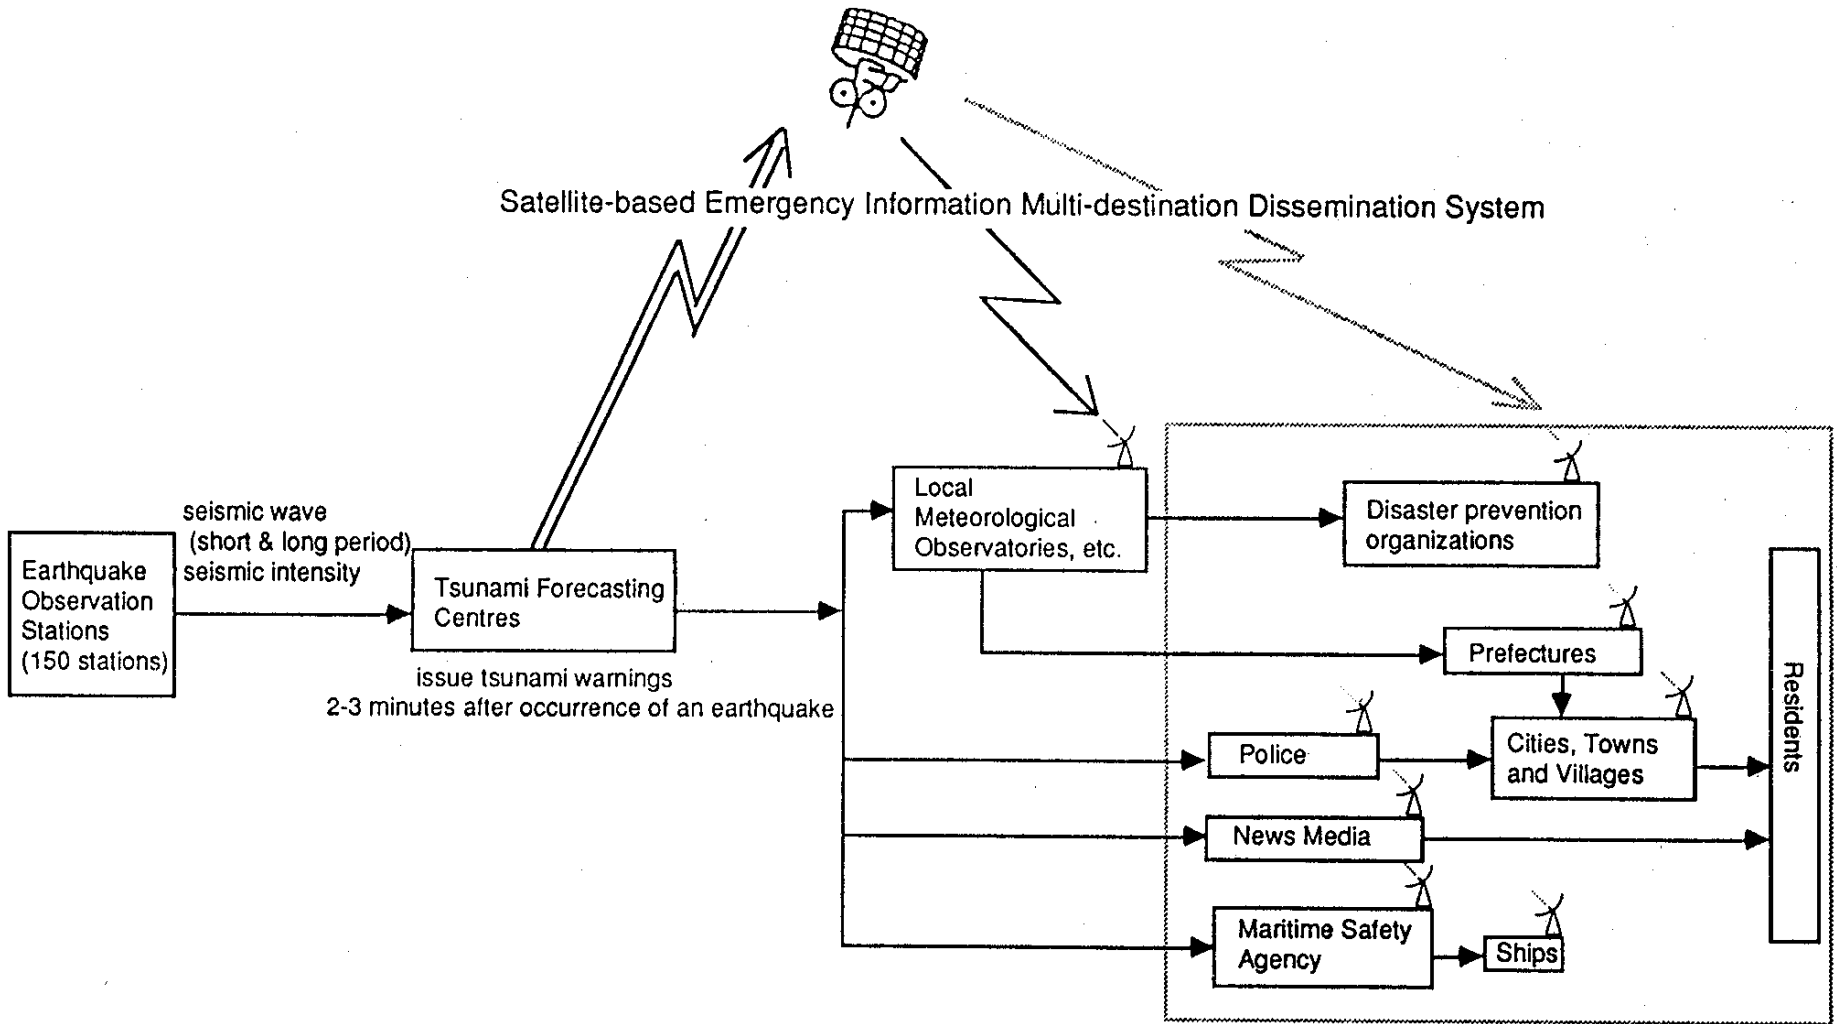 Satellite-based Emergency Information Multi-destination Dissemination System
seismic wave
(short & long period)
seismic intensity
Earthquake
Observation
Stations
(150 stations)
Tsunami Forecasting
Centres
issue tsunami warnings
2-3 minutes after occurrence of an earthquake
Local
Meteorological
Observatories, etc.
Disaster prevention
organizations
Prefectures
Police
Cities, Towns
and Villages
News Media
Maritime Safety
Agency
Ships
Residents